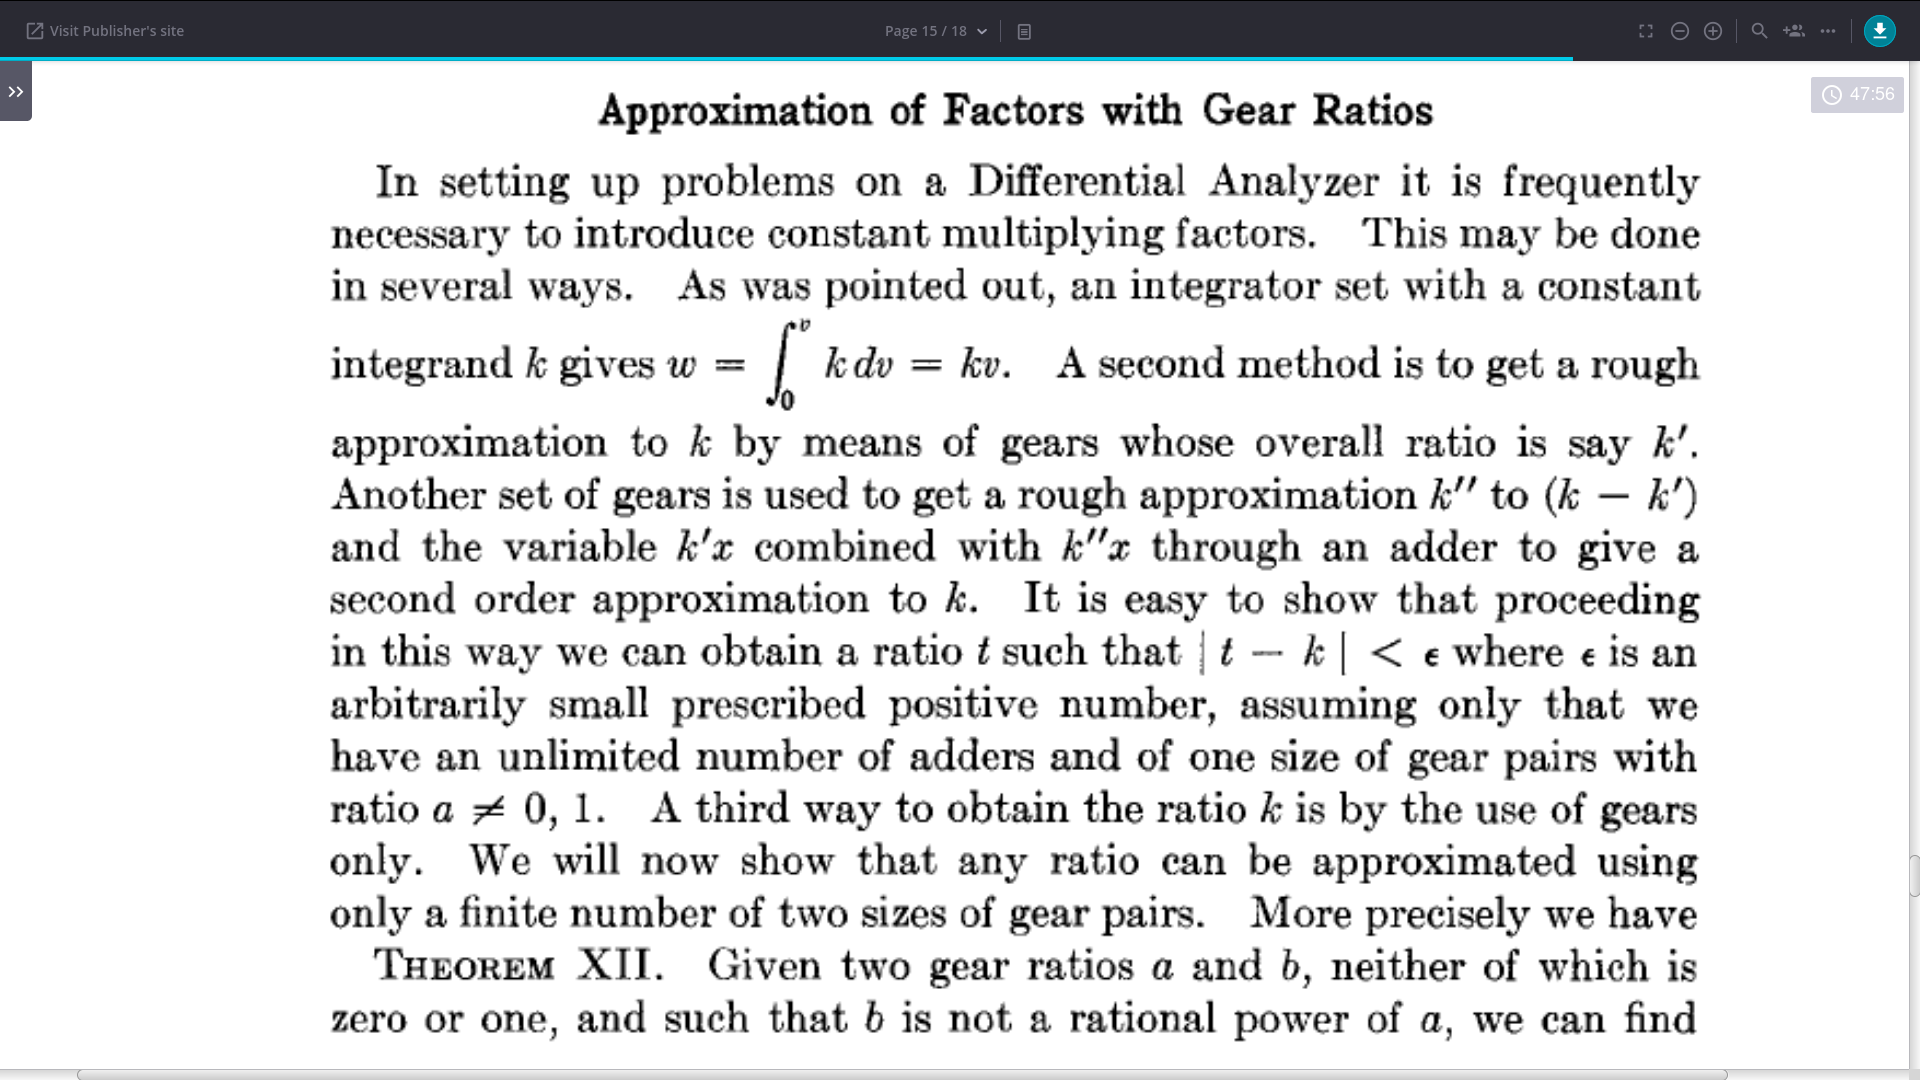 Visit Publisher's site
Page 15 / 18
47:56
Approximation of Factors with Gear Ratios
In setting up problems on a Differential Analyzer it is frequently
necessary to introduce constant multiplying factors. This may be done
in several ways. As was pointed out, an integrator set with a constant
integrand k gives w = ∫₀ᵛ k dv = kv. A second method is to get a rough
approximation to k by means of gears whose overall ratio is say k′.
Another set of gears is used to get a rough approximation k′′ to (k − k′)
and the variable k′x combined with k′′x through an adder to give a
second order approximation to k. It is easy to show that proceeding
in this way we can obtain a ratio t such that | t − k | < ϵ where ϵ is an
arbitrarily small prescribed positive number, assuming only that we
have an unlimited number of adders and of one size of gear pairs with
ratio a ≠ 0, 1. A third way to obtain the ratio k is by the use of gears
only. We will now show that any ratio can be approximated using
only a finite number of two sizes of gear pairs. More precisely we have
THEOREM XII. Given two gear ratios a and b, neither of which is
zero or one, and such that b is not a rational power of a, we can find